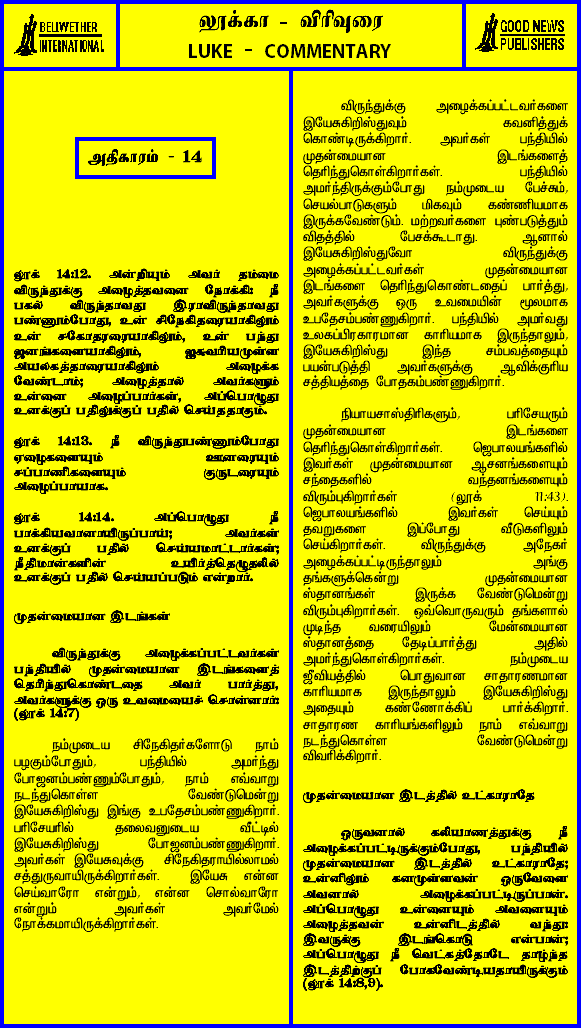 BELLWETHER
INTERNATIONAL
லூக்கா - விரிவுரை
LUKE - COMMENTARY
GOOD NEWS
PUBLISHERS
அதிகாரம் - 14
லூக் 14:12. அன்றியும் அவர் தம்மை
விருந்துக்கு அழைத்தவனை நோக்கி: நீ
பகல் விருந்தாவது இராவிருந்தாவது
பண்ணும்போது, உன் சிநேகிதரையாகிலும்
உன் சகோதரரையாகிலும், உன் பந்து
ஜனங்களையாகிலும், ஐசுவரியமுள்ள
அயலகத்தாரையாகிலும் அழைக்க
வேண்டாம்; அழைத்தால் அவர்களும்
உன்னை அழைப்பார்கள், அப்பொழுது
உனக்குப் பதிலுக்குப் பதில் செய்ததாகும்.
லூக் 14:13. நீ விருந்துபண்ணும்போது
ஏழைகளையும் ஊனரையும்
சப்பாணிகளையும் குருடரையும்
அழைப்பாயாக.
லூக் 14:14. அப்பொழுது நீ
பாக்கியவானாயிருப்பாய்; அவர்கள்
உனக்குப் பதில் செய்யமாட்டார்கள்;
நீதிமான்களின் உயிர்த்தெழுதலில்
உனக்குப் பதில் செய்யப்படும் என்றார்.
முதன்மையான இடங்கள்
விருந்துக்கு அழைக்கப்பட்டவர்கள்
பந்தியில் முதன்மையான இடங்களைத்
தெரிந்துகொண்டதை அவர் பார்த்து,
அவர்களுக்கு ஒரு உவமையைச் சொன்னார்:
(லூக் 14:7)
நம்முடைய சிநேகிதர்களோடு நாம்
பழகும்போதும், பந்தியில் அமர்ந்து
போஜனம்பண்ணும்போதும், நாம் எவ்வாறு
நடந்துகொள்ள வேண்டுமென்று
இயேசுகிறிஸ்து இங்கு உபதேசம்பண்ணுகிறார்.
பரிசேயரில் தலைவனுடைய வீட்டில்
இயேசுகிறிஸ்து போஜனம்பண்ணுகிறார்.
அவர்கள் இயேசுவுக்கு சிநேகிதராயில்லாமல்
சத்துருவாயிருக்கிறார்கள். இயேசு என்ன
செய்வாரோ என்றும், என்ன சொல்வாரோ
என்றும் அவர்கள் அவர்மேல்
நோக்கமாயிருக்கிறார்கள்.
விருந்துக்கு அழைக்கப்பட்டவர்களை
இயேசுகிறிஸ்துவும் கவனித்துக்
கொண்டிருக்கிறார். அவர்கள் பந்தியில்
முதன்மையான இடங்களைத்
தெரிந்துகொள்கிறார்கள். பந்தியில்
அமர்ந்திருக்கும்போது நம்முடைய பேச்சும்,
செயல்பாடுகளும் மிகவும் கண்ணியமாக
இருக்கவேண்டும். மற்றவர்களை புண்படுத்தும்
விதத்தில் பேசக்கூடாது. ஆனால்
இயேசுகிறிஸ்துவோ விருந்துக்கு
அழைக்கப்பட்டவர்கள் முதன்மையான
இடங்களை தெரிந்துகொண்டதைப் பார்த்து,
அவர்களுக்கு ஒரு உவமையின் மூலமாக
உபதேசம்பண்ணுகிறார். பந்தியில் அமர்வது
உலகப்பிரகாரமான காரியமாக இருந்தாலும்,
இயேசுகிறிஸ்து இந்த சம்பவத்தையும்
பயன்படுத்தி அவர்களுக்கு ஆவிக்குரிய
சத்தியத்தை போதகம்பண்ணுகிறார்.
நியாயசாஸ்திரிகளும், பரிசேயரும்
முதன்மையான இடங்களை
தெரிந்துகொள்கிறார்கள். ஜெபாலயங்களில்
இவர்கள் முதன்மையான ஆசனங்களையும்
சந்தைகளில் வந்தனங்களையும்
விரும்புகிறார்கள் (லூக் 11:43).
ஜெபாலயங்களில் இவர்கள் செய்யும்
தவறுகளை இப்போது வீடுகளிலும்
செய்கிறார்கள். விருந்துக்கு அநேகர்
அழைக்கப்பட்டிருந்தாலும் அங்கு
தங்களுக்கென்று முதன்மையான
ஸ்தானங்கள் இருக்க வேண்டுமென்று
விரும்புகிறார்கள். ஒவ்வொருவரும் தங்களால்
முடிந்த வரையிலும் மேன்மையான
ஸ்தானத்தை தேடிப்பார்த்து அதில்
அமர்ந்துகொள்கிறார்கள். நம்முடைய
ஜீவியத்தில் பொதுவான சாதாரணமான
காரியமாக இருந்தாலும் இயேசுகிறிஸ்து
அதையும் கண்ணோக்கிப் பார்க்கிறார்.
சாதாரண காரியங்களிலும் நாம் எவ்வாறு
நடந்துகொள்ள வேண்டுமென்று
விவரிக்கிறார்.
முதன்மையான இடத்தில் உட்காராதே
ஒருவனால் கலியாணத்துக்கு நீ
அழைக்கப்பட்டிருக்கும்போது, பந்தியில்
முதன்மையான இடத்தில் உட்காராதே;
உன்னிலும் கனமுள்ளவன் ஒருவேளை
அவனால் அழைக்கப்பட்டிருப்பான்.
அப்பொழுது உன்னையும் அவனையும்
அழைத்தவன் உன்னிடத்தில் வந்து:
இவருக்கு இடங்கொடு என்பான்;
அப்பொழுது நீ வெட்கத்தோடே தாழ்ந்த
இடத்திற்குப் போகவேண்டியதாயிருக்கும்
(லூக் 14:8,9).